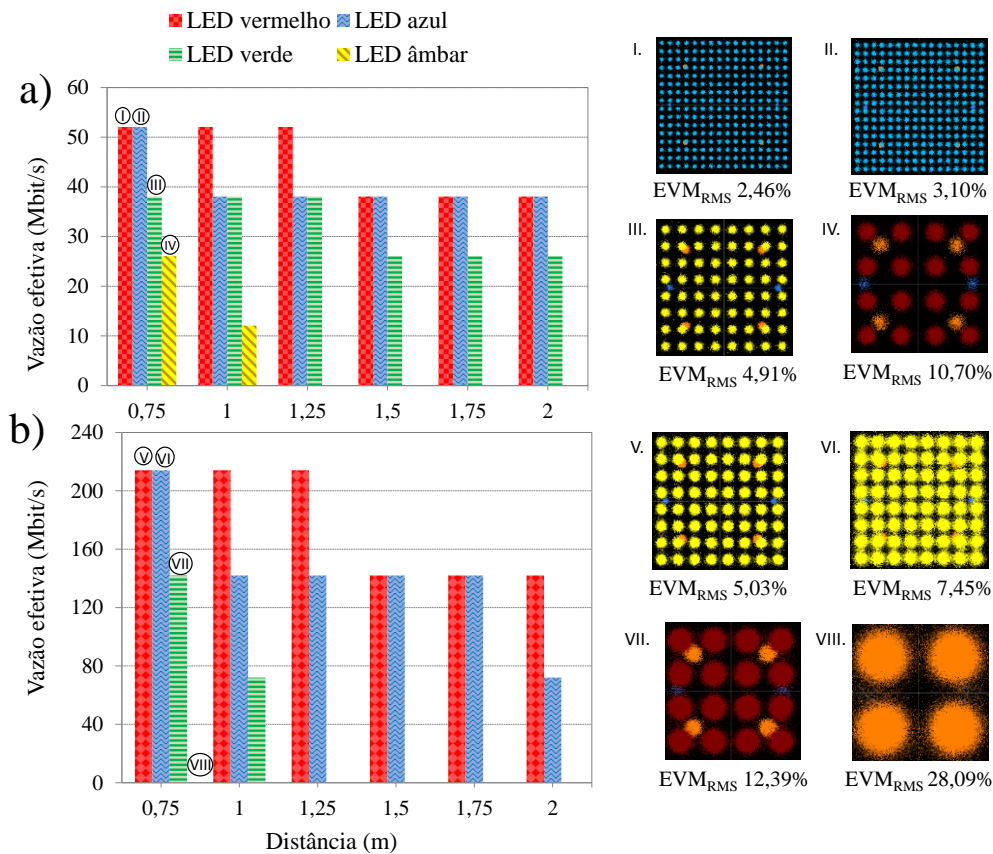 LED vermelho LED azul
LED verde LED âmbar
a)
Vazão efetiva (Mbit/s)
60
50
40
30
20
10
0
I II
III
IV
0,75 1 1,25 1,5 1,75 2
I.
EVMRMS 2,46%
II.
EVMRMS 3,10%
III.
EVMRMS 4,91%
IV.
EVMRMS 10,70%
b)
Vazão efetiva (Mbit/s)
240
200
160
120
80
40
0
V VI
VII
VIII
0,75 1 1,25 1,5 1,75 2
Distância (m)
V.
EVMRMS 5,03%
VI.
EVMRMS 7,45%
VII.
EVMRMS 12,39%
VIII.
EVMRMS 28,09%